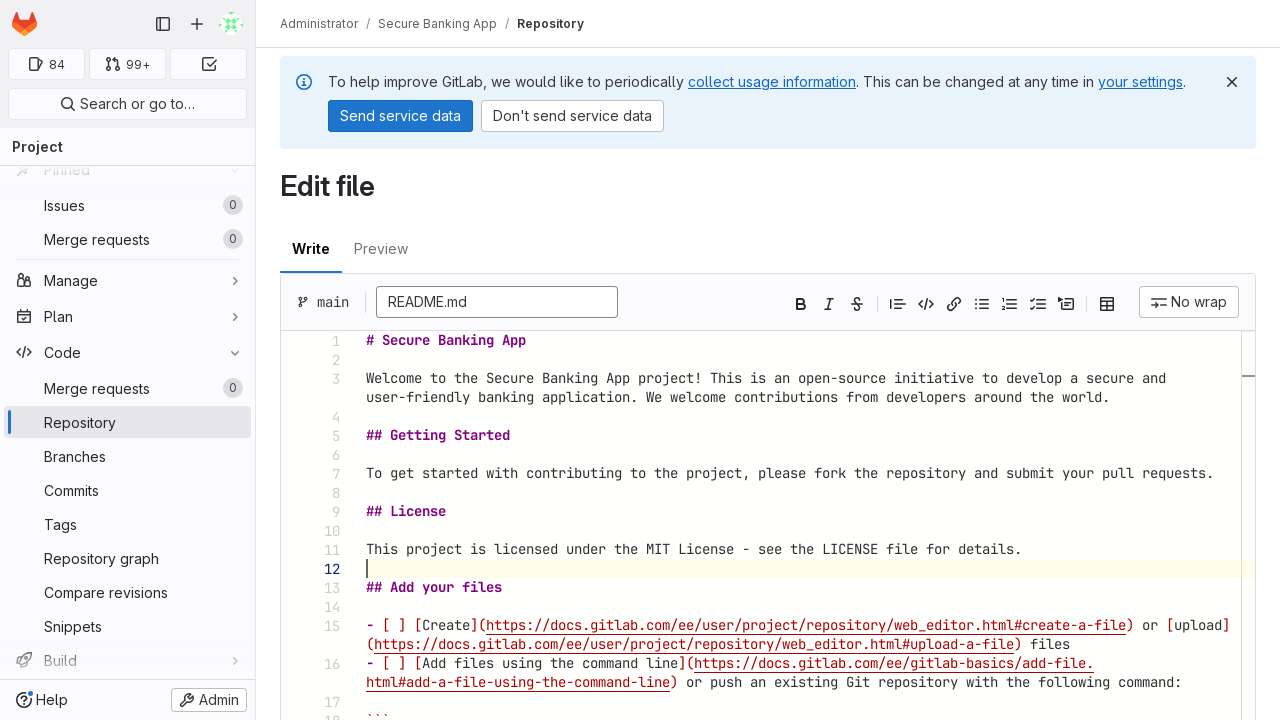 84
99+
Search or go to…
Project
Pinned
Issues 0
Merge requests 0
Manage
Plan
Code
Merge requests 0
Repository
Branches
Commits
Tags
Repository graph
Compare revisions
Snippets
Build
Help
Admin
Administrator / Secure Banking App / Repository
To help improve GitLab, we would like to periodically collect usage information. This can be changed at any time in your settings.
Send service data
Don't send service data
Edit file
Write
Preview
main
README.md
No wrap
1 # Secure Banking App
2
3 Welcome to the Secure Banking App project! This is an open-source initiative to develop a secure and
user-friendly banking application. We welcome contributions from developers around the world.
4
5 ## Getting Started
6
7 To get started with contributing to the project, please fork the repository and submit your pull requests.
8
9 ## License
10
11 This project is licensed under the MIT License - see the LICENSE file for details.
12
13 ## Add your files
14
15 - [ ] [Create](https://docs.gitlab.com/ee/user/project/repository/web_editor.html#create-a-file) or [upload]
(https://docs.gitlab.com/ee/user/project/repository/web_editor.html#upload-a-file) files
16 - [ ] [Add files using the command line](https://docs.gitlab.com/ee/gitlab-basics/add-file.
html#add-a-file-using-the-command-line) or push an existing Git repository with the following command:
17
18 ```